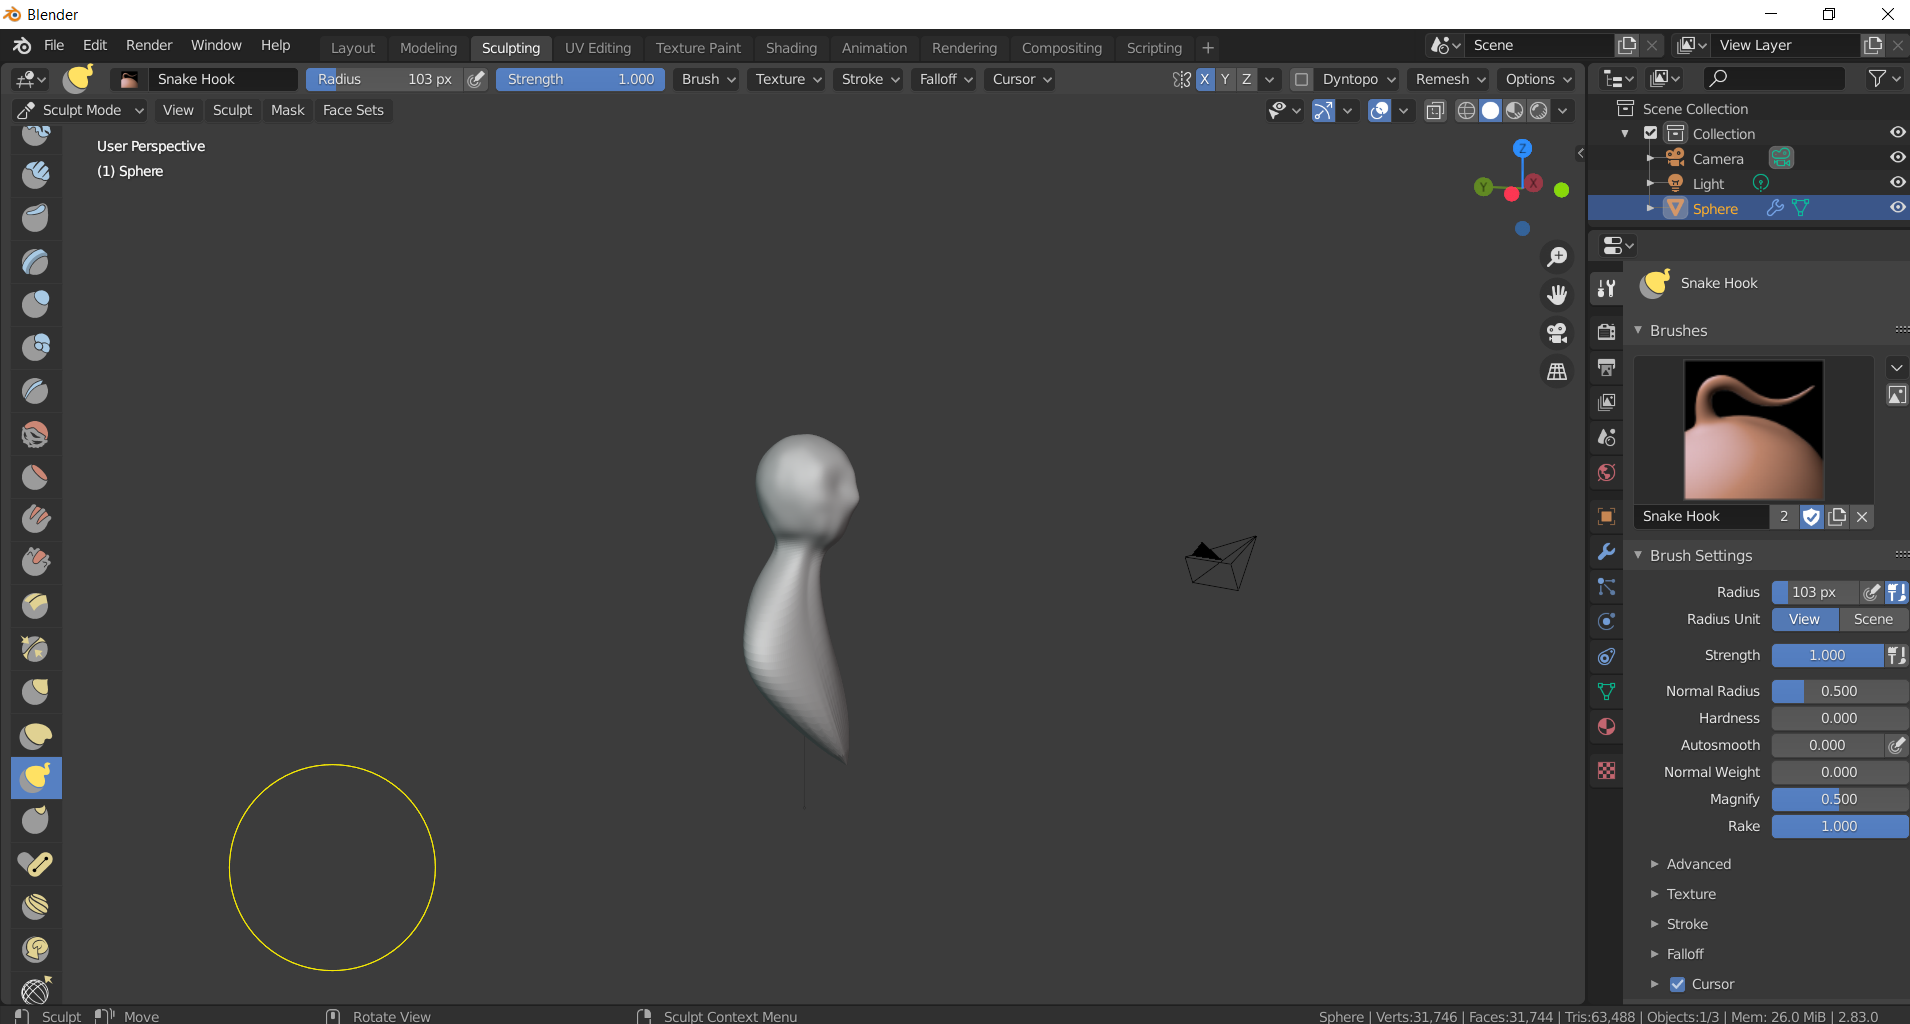 Blender
File Edit Render Window Help Layout Modeling Sculpting UV Editing Texture Paint Shading Animation Rendering Compositing Scripting + Scene View Layer
Snake Hook Radius 103 px Strength 1.000 Brush Texture Stroke Falloff Cursor X Y Z Dyntopo Remesh Options
Sculpt Mode View Sculpt Mask Face Sets
User Perspective
(1) Sphere
Z
Y
X
Scene Collection
Collection
Camera
Light
Sphere
Snake Hook
Brushes
Snake Hook 2
Brush Settings
Radius 103 px
Radius Unit View Scene
Strength 1.000
Normal Radius 0.500
Hardness 0.000
Autosmooth 0.000
Normal Weight 0.000
Magnify 0.500
Rake 1.000
Advanced
Texture
Stroke
Falloff
Cursor
Sculpt Move Rotate View Sculpt Context Menu Sphere | Verts:31,746 | Faces:31,744 | Tris:63,488 | Objects:1/3 | Mem: 26.0 MiB | 2.83.0